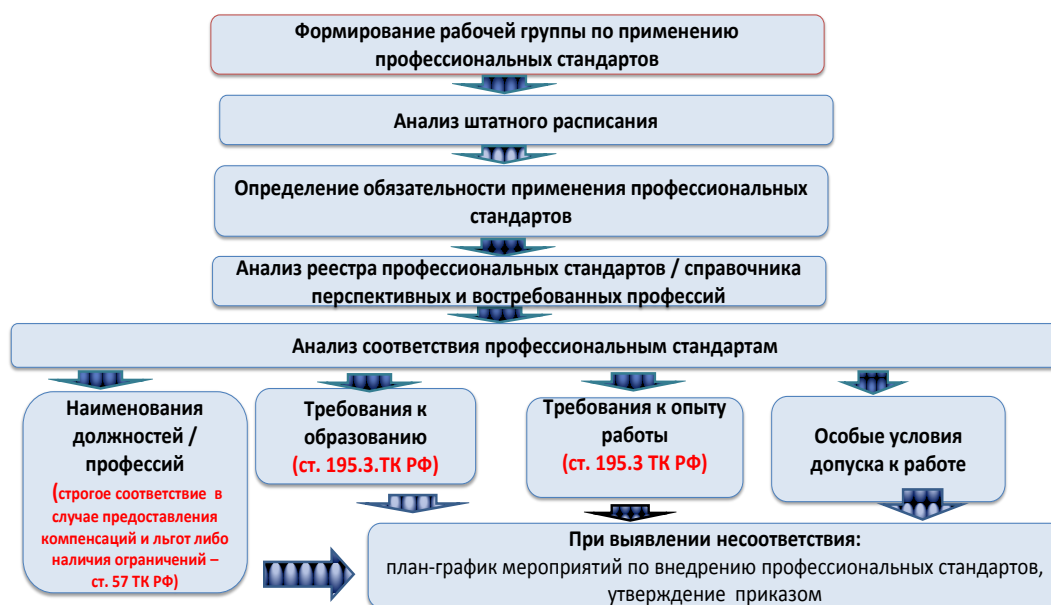 Формирование рабочей группы по применению
профессиональных стандартов
Анализ штатного расписания
Определение обязательности применения профессиональных
стандартов
Анализ реестра профессиональных стандартов / справочника
перспективных и востребованных профессий
Анализ соответствия профессиональным стандартам
Наименования
должностей /
профессий
(строгое соответствие в
случае предоставления
компенсаций и льгот либо
наличия ограничений –
ст. 57 ТК РФ)
Требования к
образованию
(ст. 195.3.ТК РФ)
Требования к опыту
работы
(ст. 195.3 ТК РФ)
Особые условия
допуска к работе
При выявлении несоответствия:
план-график мероприятий по внедрению профессиональных стандартов,
утверждение приказом